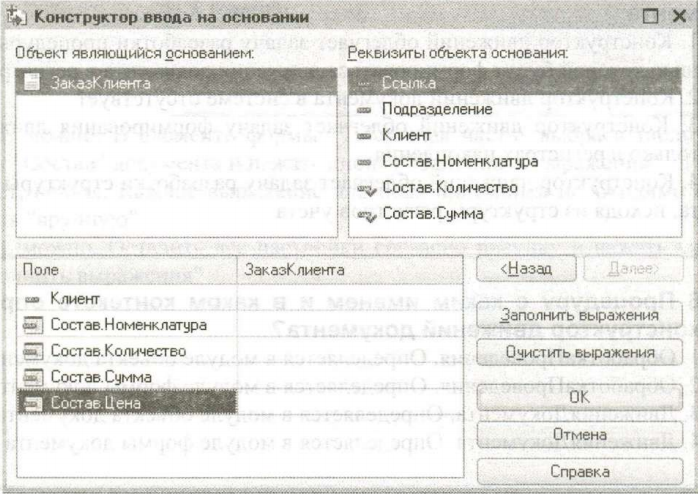 Конструктор ввода на основании
Объект являющийся основанием:
ЗаказКлиента
Реквизиты объекта основания:
Ссылка
Подразделение
Клиент
Состав.Номенклатура
Состав.Количество
Состав.Сумма
Поле ЗаказКлиента
Клиент
Состав.Номенклатура
Состав.Количество
Состав.Сумма
Состав.Цена
<Назад Далее>
Заполнить выражения
Очистить выражения
ОК
Отмена
Справка